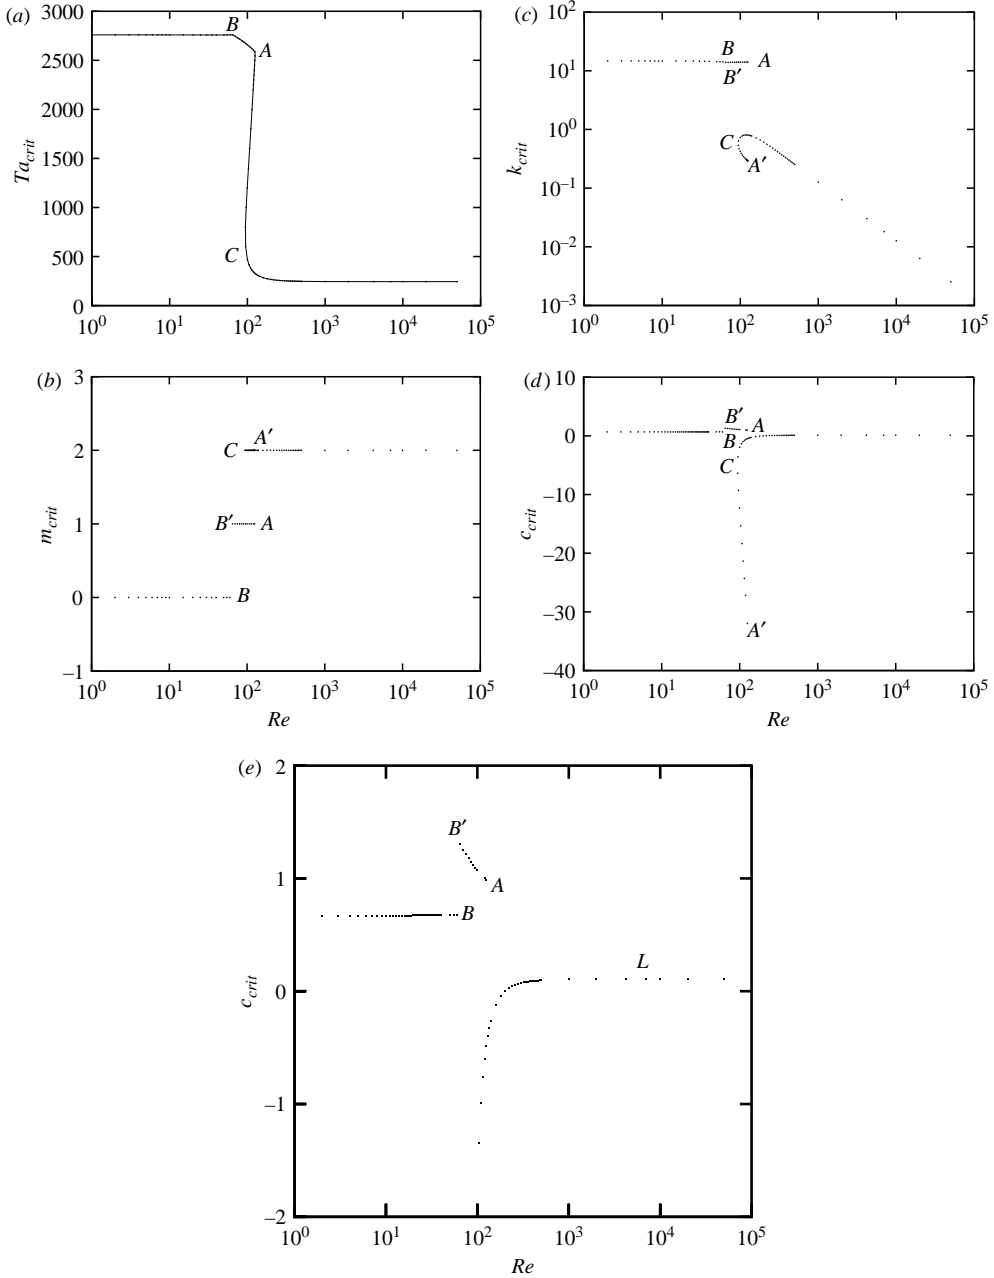 (a)
3000
2500
2000
1500
1000
500
0
Ta_crit
B
A
C
10^0 10^1 10^2 10^3 10^4 10^5
(c)
10^2
10^1
10^0
10^−1
10^−2
10^−3
k_crit
B
B′
A
C
A′
10^0 10^1 10^2 10^3 10^4 10^5
(b)
3
2
1
0
−1
m_crit
A′
C
B′ A
B
10^0 10^1 10^2 10^3 10^4 10^5
Re
(d)
10
0
−10
−20
−30
−40
c_crit
B′
A
B
C
A′
10^0 10^1 10^2 10^3 10^4 10^5
Re
(e)
2
1
0
−1
−2
c_crit
B′
A
B
L
10^0 10^1 10^2 10^3 10^4 10^5
Re